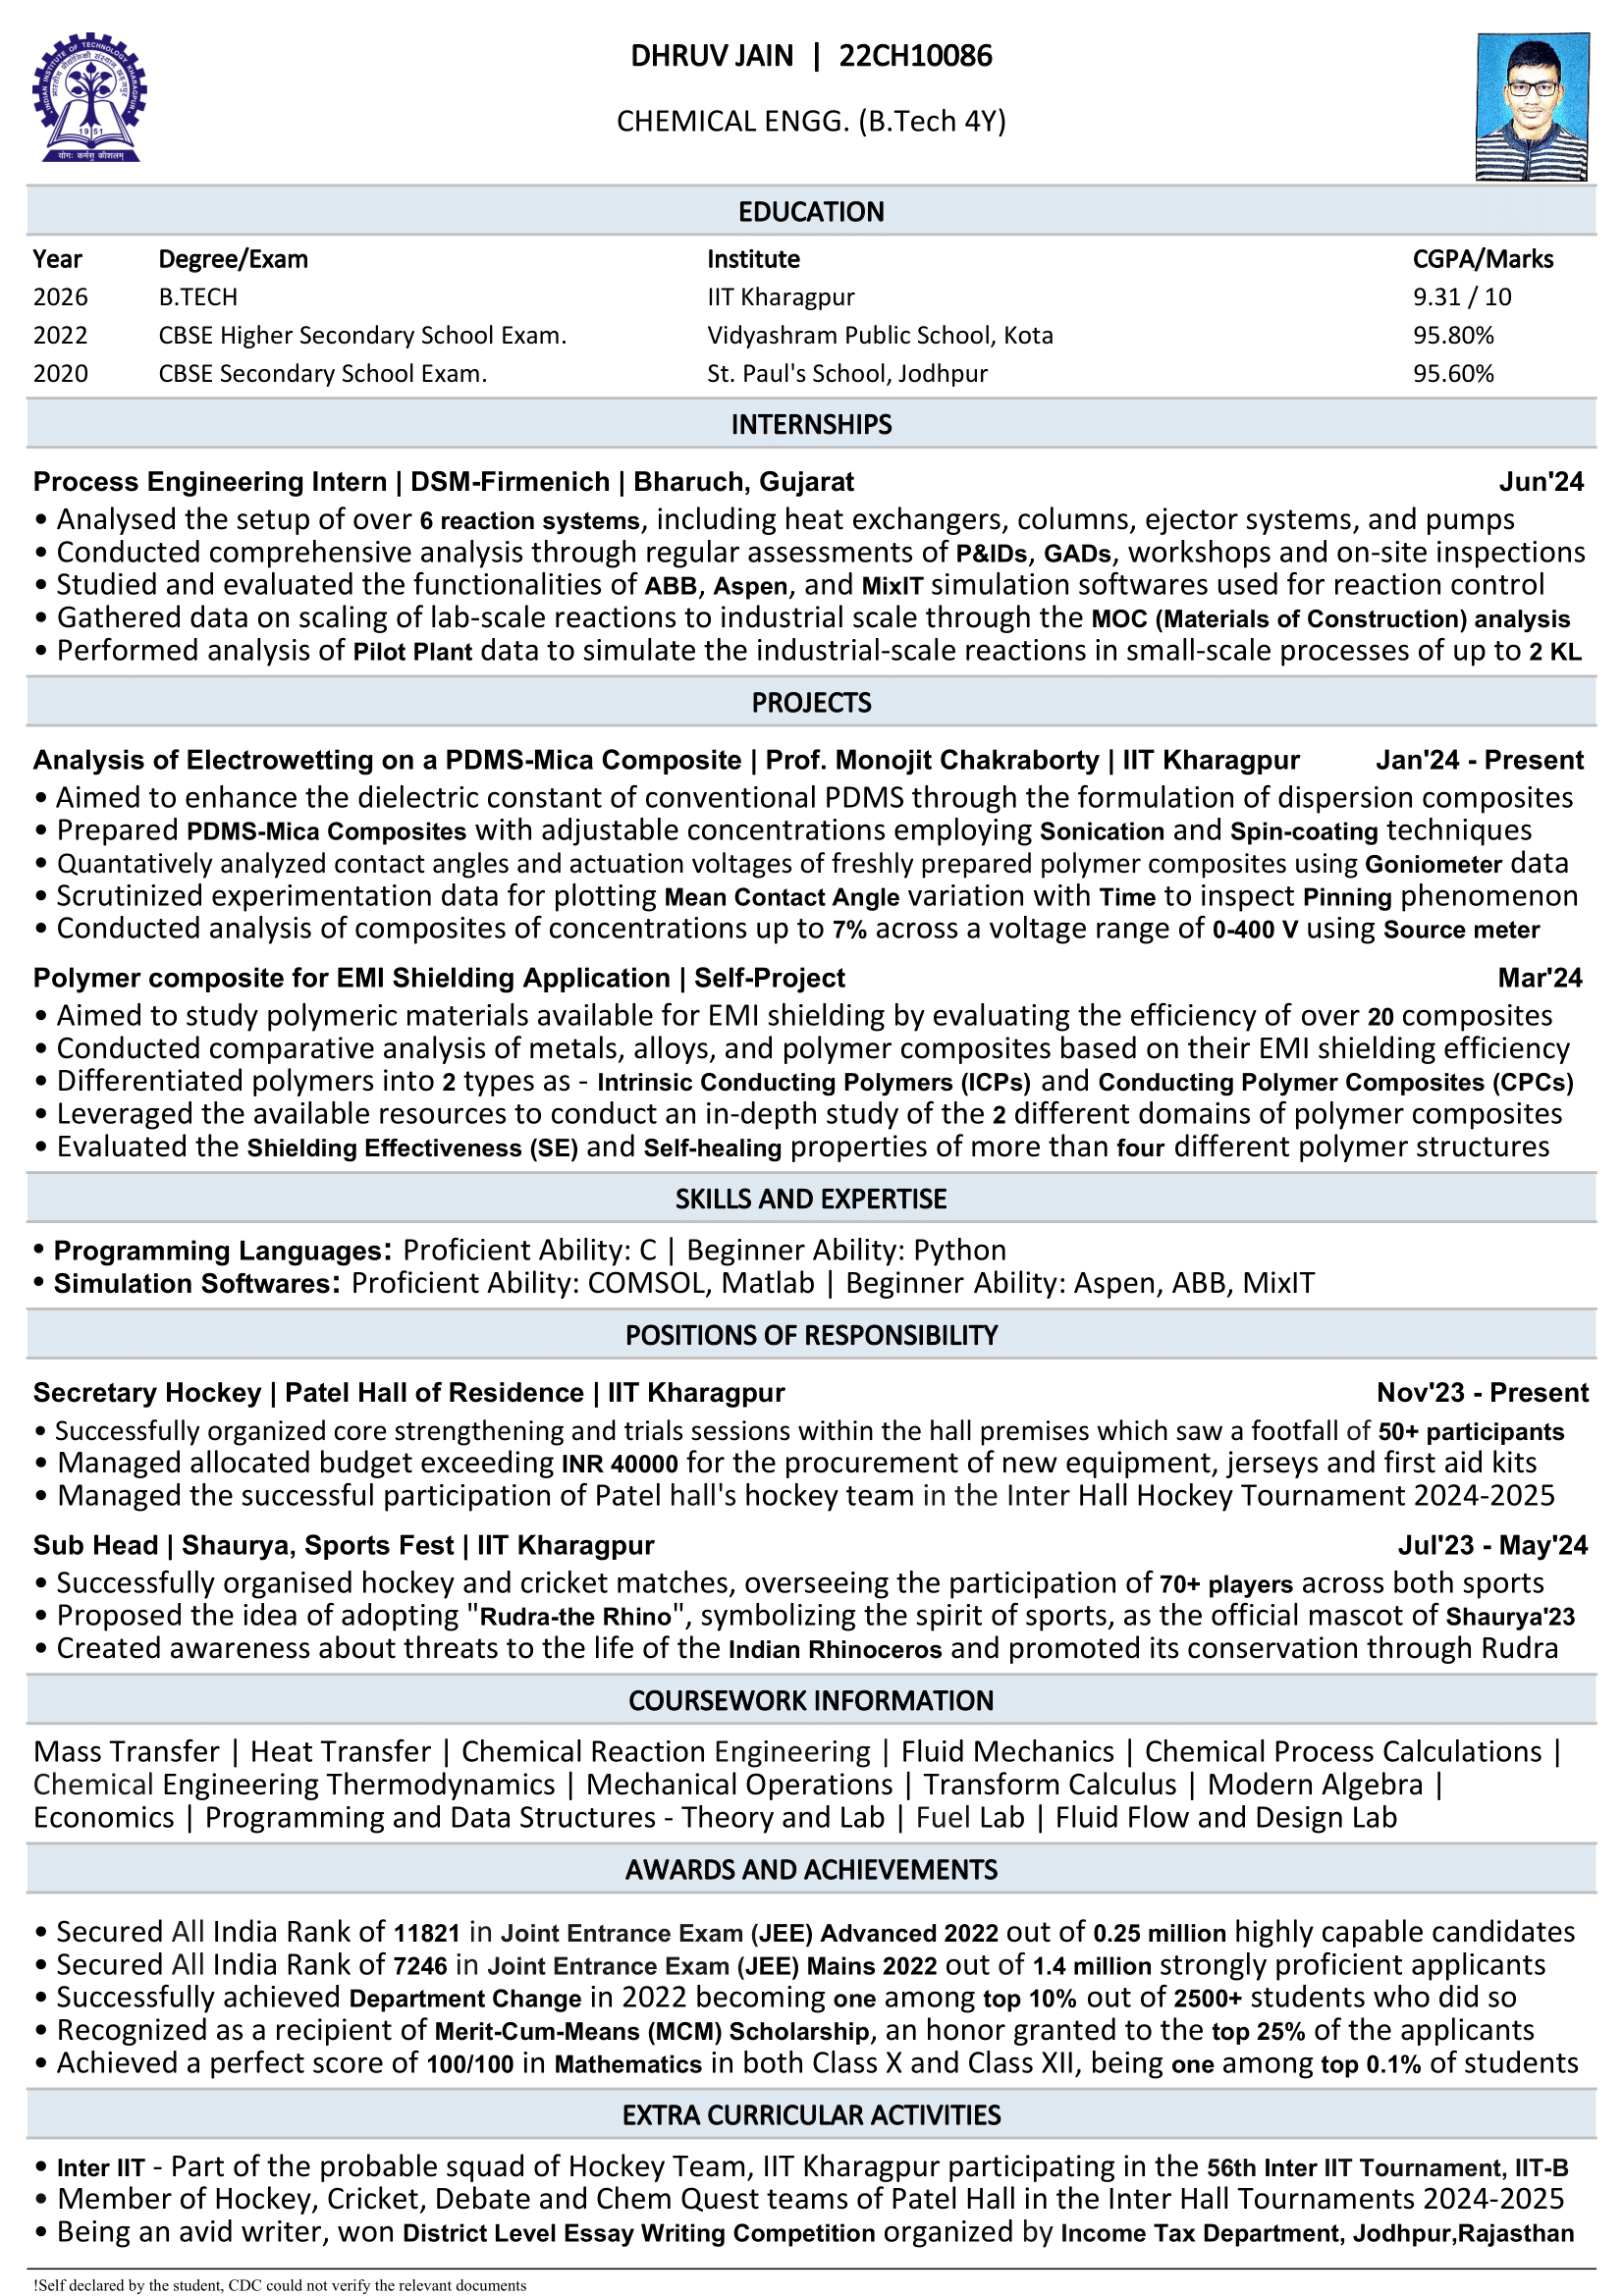 INDIAN INSTITUTE OF TECHNOLOGY KHARAGPUR
भारतीय प्रौद्योगिकी संस्थान खड़गपुर
1951
योगः कर्मसु कौशलम्
DHRUV JAIN | 22CH10086
CHEMICAL ENGG. (B.Tech 4Y)
EDUCATION
Year Degree/Exam Institute CGPA/Marks
2026 B.TECH IIT Kharagpur 9.31 / 10
2022 CBSE Higher Secondary School Exam. Vidyashram Public School, Kota 95.80%
2020 CBSE Secondary School Exam. St. Paul's School, Jodhpur 95.60%
INTERNSHIPS
Process Engineering Intern | DSM-Firmenich | Bharuch, Gujarat Jun'24
• Analysed the setup of over 6 reaction systems, including heat exchangers, columns, ejector systems, and pumps
• Conducted comprehensive analysis through regular assessments of P&IDs, GADs, workshops and on-site inspections
• Studied and evaluated the functionalities of ABB, Aspen, and MixIT simulation softwares used for reaction control
• Gathered data on scaling of lab-scale reactions to industrial scale through the MOC (Materials of Construction) analysis
• Performed analysis of Pilot Plant data to simulate the industrial-scale reactions in small-scale processes of up to 2 KL
PROJECTS
Analysis of Electrowetting on a PDMS-Mica Composite | Prof. Monojit Chakraborty | IIT Kharagpur Jan'24 - Present
• Aimed to enhance the dielectric constant of conventional PDMS through the formulation of dispersion composites
• Prepared PDMS-Mica Composites with adjustable concentrations employing Sonication and Spin-coating techniques
• Quantatively analyzed contact angles and actuation voltages of freshly prepared polymer composites using Goniometer data
• Scrutinized experimentation data for plotting Mean Contact Angle variation with Time to inspect Pinning phenomenon
• Conducted analysis of composites of concentrations up to 7% across a voltage range of 0-400 V using Source meter
Polymer composite for EMI Shielding Application | Self-Project Mar'24
• Aimed to study polymeric materials available for EMI shielding by evaluating the efficiency of over 20 composites
• Conducted comparative analysis of metals, alloys, and polymer composites based on their EMI shielding efficiency
• Differentiated polymers into 2 types as - Intrinsic Conducting Polymers (ICPs) and Conducting Polymer Composites (CPCs)
• Leveraged the available resources to conduct an in-depth study of the 2 different domains of polymer composites
• Evaluated the Shielding Effectiveness (SE) and Self-healing properties of more than four different polymer structures
SKILLS AND EXPERTISE
• Programming Languages: Proficient Ability: C | Beginner Ability: Python
• Simulation Softwares: Proficient Ability: COMSOL, Matlab | Beginner Ability: Aspen, ABB, MixIT
POSITIONS OF RESPONSIBILITY
Secretary Hockey | Patel Hall of Residence | IIT Kharagpur Nov'23 - Present
• Successfully organized core strengthening and trials sessions within the hall premises which saw a footfall of 50+ participants
• Managed allocated budget exceeding INR 40000 for the procurement of new equipment, jerseys and first aid kits
• Managed the successful participation of Patel hall's hockey team in the Inter Hall Hockey Tournament 2024-2025
Sub Head | Shaurya, Sports Fest | IIT Kharagpur Jul'23 - May'24
• Successfully organised hockey and cricket matches, overseeing the participation of 70+ players across both sports
• Proposed the idea of adopting "Rudra-the Rhino", symbolizing the spirit of sports, as the official mascot of Shaurya'23
• Created awareness about threats to the life of the Indian Rhinoceros and promoted its conservation through Rudra
COURSEWORK INFORMATION
Mass Transfer | Heat Transfer | Chemical Reaction Engineering | Fluid Mechanics | Chemical Process Calculations |
Chemical Engineering Thermodynamics | Mechanical Operations | Transform Calculus | Modern Algebra |
Economics | Programming and Data Structures - Theory and Lab | Fuel Lab | Fluid Flow and Design Lab
AWARDS AND ACHIEVEMENTS
• Secured All India Rank of 11821 in Joint Entrance Exam (JEE) Advanced 2022 out of 0.25 million highly capable candidates
• Secured All India Rank of 7246 in Joint Entrance Exam (JEE) Mains 2022 out of 1.4 million strongly proficient applicants
• Successfully achieved Department Change in 2022 becoming one among top 10% out of 2500+ students who did so
• Recognized as a recipient of Merit-Cum-Means (MCM) Scholarship, an honor granted to the top 25% of the applicants
• Achieved a perfect score of 100/100 in Mathematics in both Class X and Class XII, being one among top 0.1% of students
EXTRA CURRICULAR ACTIVITIES
• Inter IIT - Part of the probable squad of Hockey Team, IIT Kharagpur participating in the 56th Inter IIT Tournament, IIT-B
• Member of Hockey, Cricket, Debate and Chem Quest teams of Patel Hall in the Inter Hall Tournaments 2024-2025
• Being an avid writer, won District Level Essay Writing Competition organized by Income Tax Department, Jodhpur,Rajasthan
!Self declared by the student, CDC could not verify the relevant documents